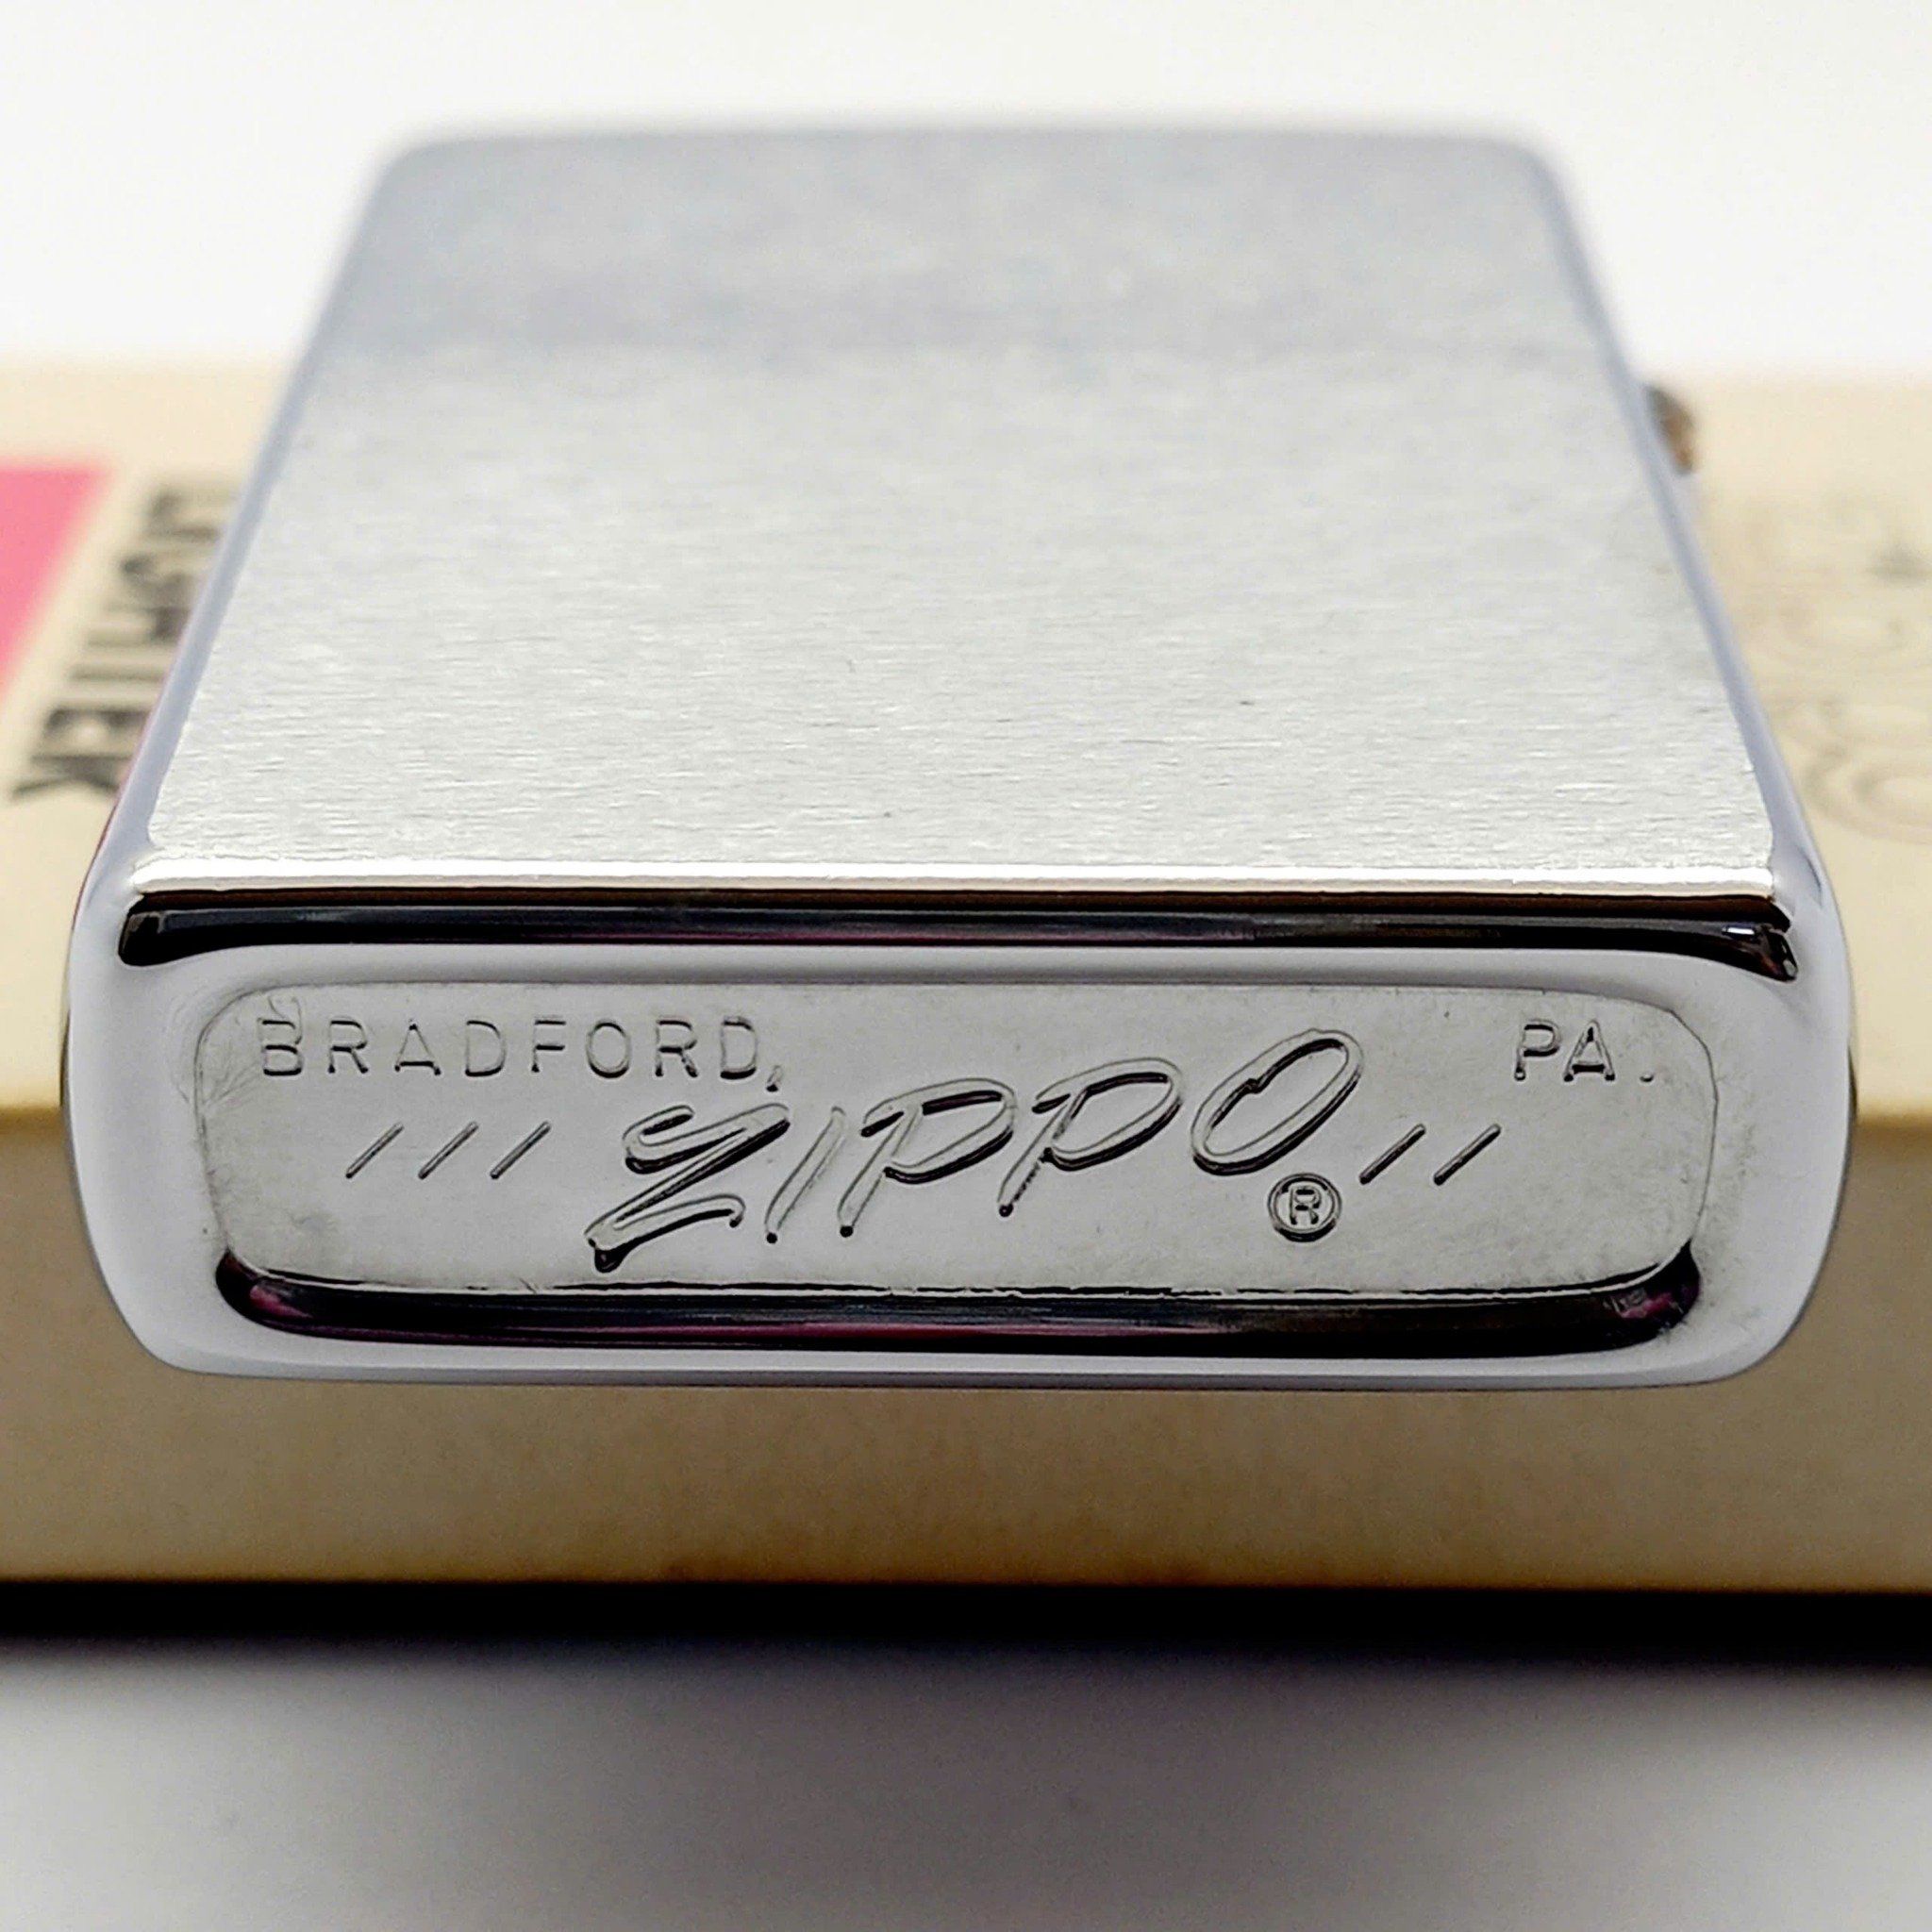 BRADFORD, PA.
/// ZIPPO ® //